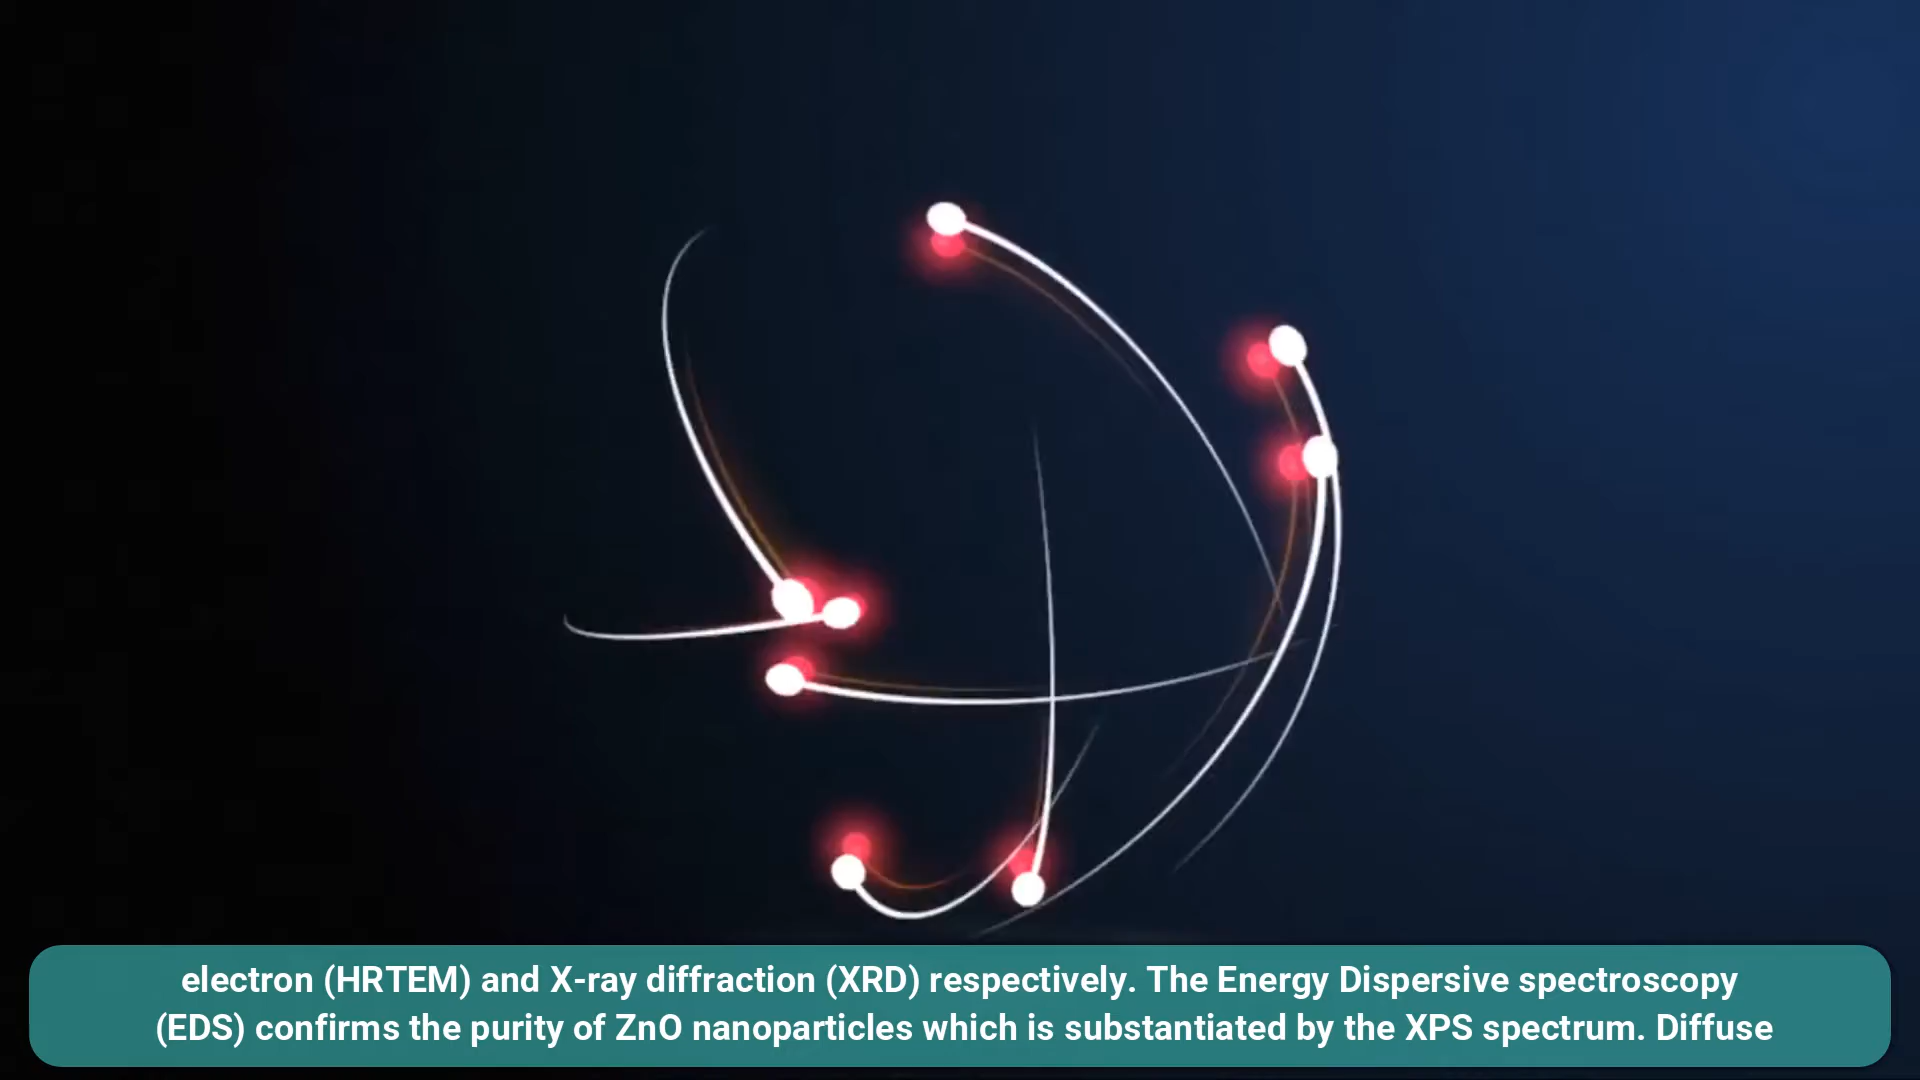 electron (HRTEM) and X-ray diffraction (XRD) respectively. The Energy Dispersive spectroscopy
(EDS) confirms the purity of ZnO nanoparticles which is substantiated by the XPS spectrum. Diffuse